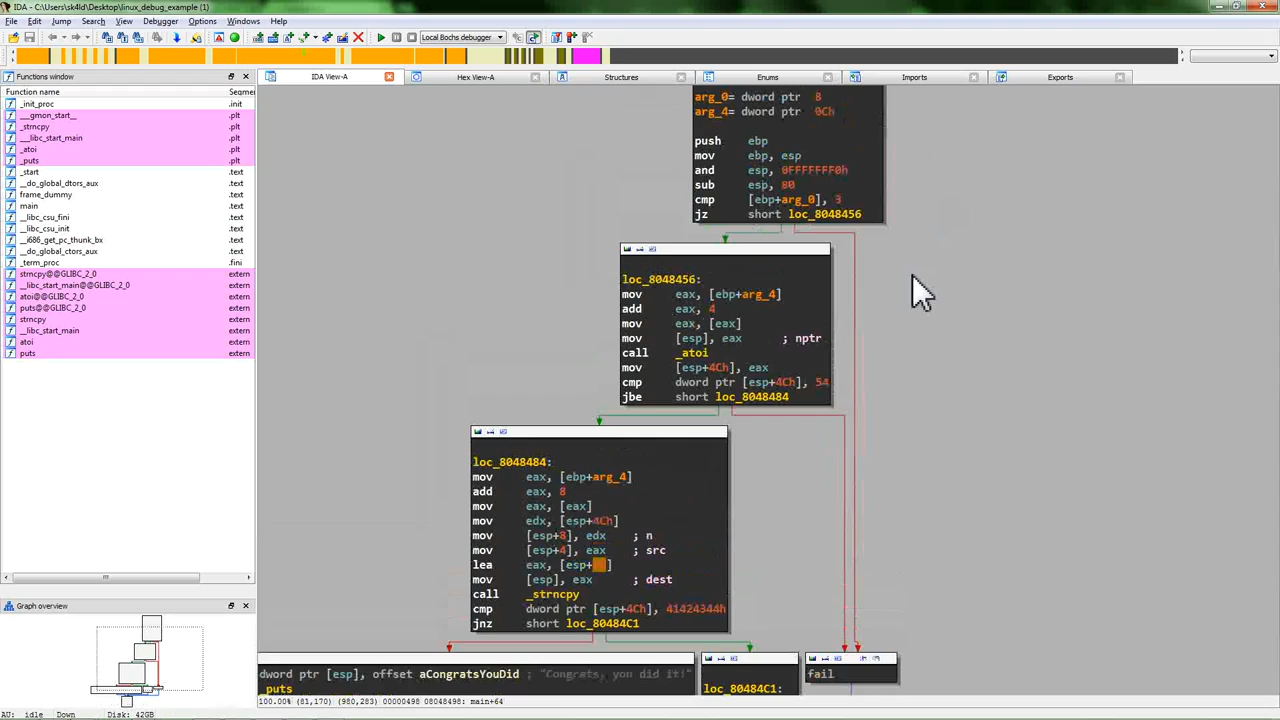 IDA - C:\Users\sk4ld\Desktop\linux_debug_example (1)
File Edit Jump Search View Debugger Options Windows Help
Local Bochs debugger
Functions window
IDA View-A Hex View-A Structures Enums Imports Exports
Function name Segme
_init_proc .init
___gmon_start__ .plt
_strncpy .plt
___libc_start_main .plt
_atoi .plt
_puts .plt
_start .text
__do_global_dtors_aux .text
frame_dummy .text
main .text
__libc_csu_fini .text
__libc_csu_init .text
__i686_get_pc_thunk_bx .text
__do_global_ctors_aux .text
_term_proc .fini
strncpy@@GLIBC_2_0 extern
__libc_start_main@@GLIBC_2_0 extern
atoi@@GLIBC_2_0 extern
puts@@GLIBC_2_0 extern
strncpy extern
__libc_start_main extern
atoi extern
puts extern
Graph overview
arg_0= dword ptr 8
arg_4= dword ptr 0Ch
push ebp
mov ebp, esp
and esp, 0FFFFFFF0h
sub esp, 80
cmp [ebp+arg_0], 3
jz short loc_8048456
loc_8048456:
mov eax, [ebp+arg_4]
add eax, 4
mov eax, [eax]
mov [esp], eax ; nptr
call _atoi
mov [esp+4Ch], eax
cmp dword ptr [esp+4Ch], 54
jbe short loc_8048484
loc_8048484:
mov eax, [ebp+arg_4]
add eax, 8
mov eax, [eax]
mov edx, [esp+4Ch]
mov [esp+8], edx ; n
mov [esp+4], eax ; src
lea eax, [esp+ ]
mov [esp], eax ; dest
call _strncpy
cmp dword ptr [esp+4Ch], 41424344h
jnz short loc_80484C1
dword ptr [esp], offset aCongratsYouDid ; "Congrats, you did it!"
_puts
loc_80484C1:
fail
100.00% (81,170) (980,283) 00000498 08048498: main+64
AU: idle Down Disk: 42GB